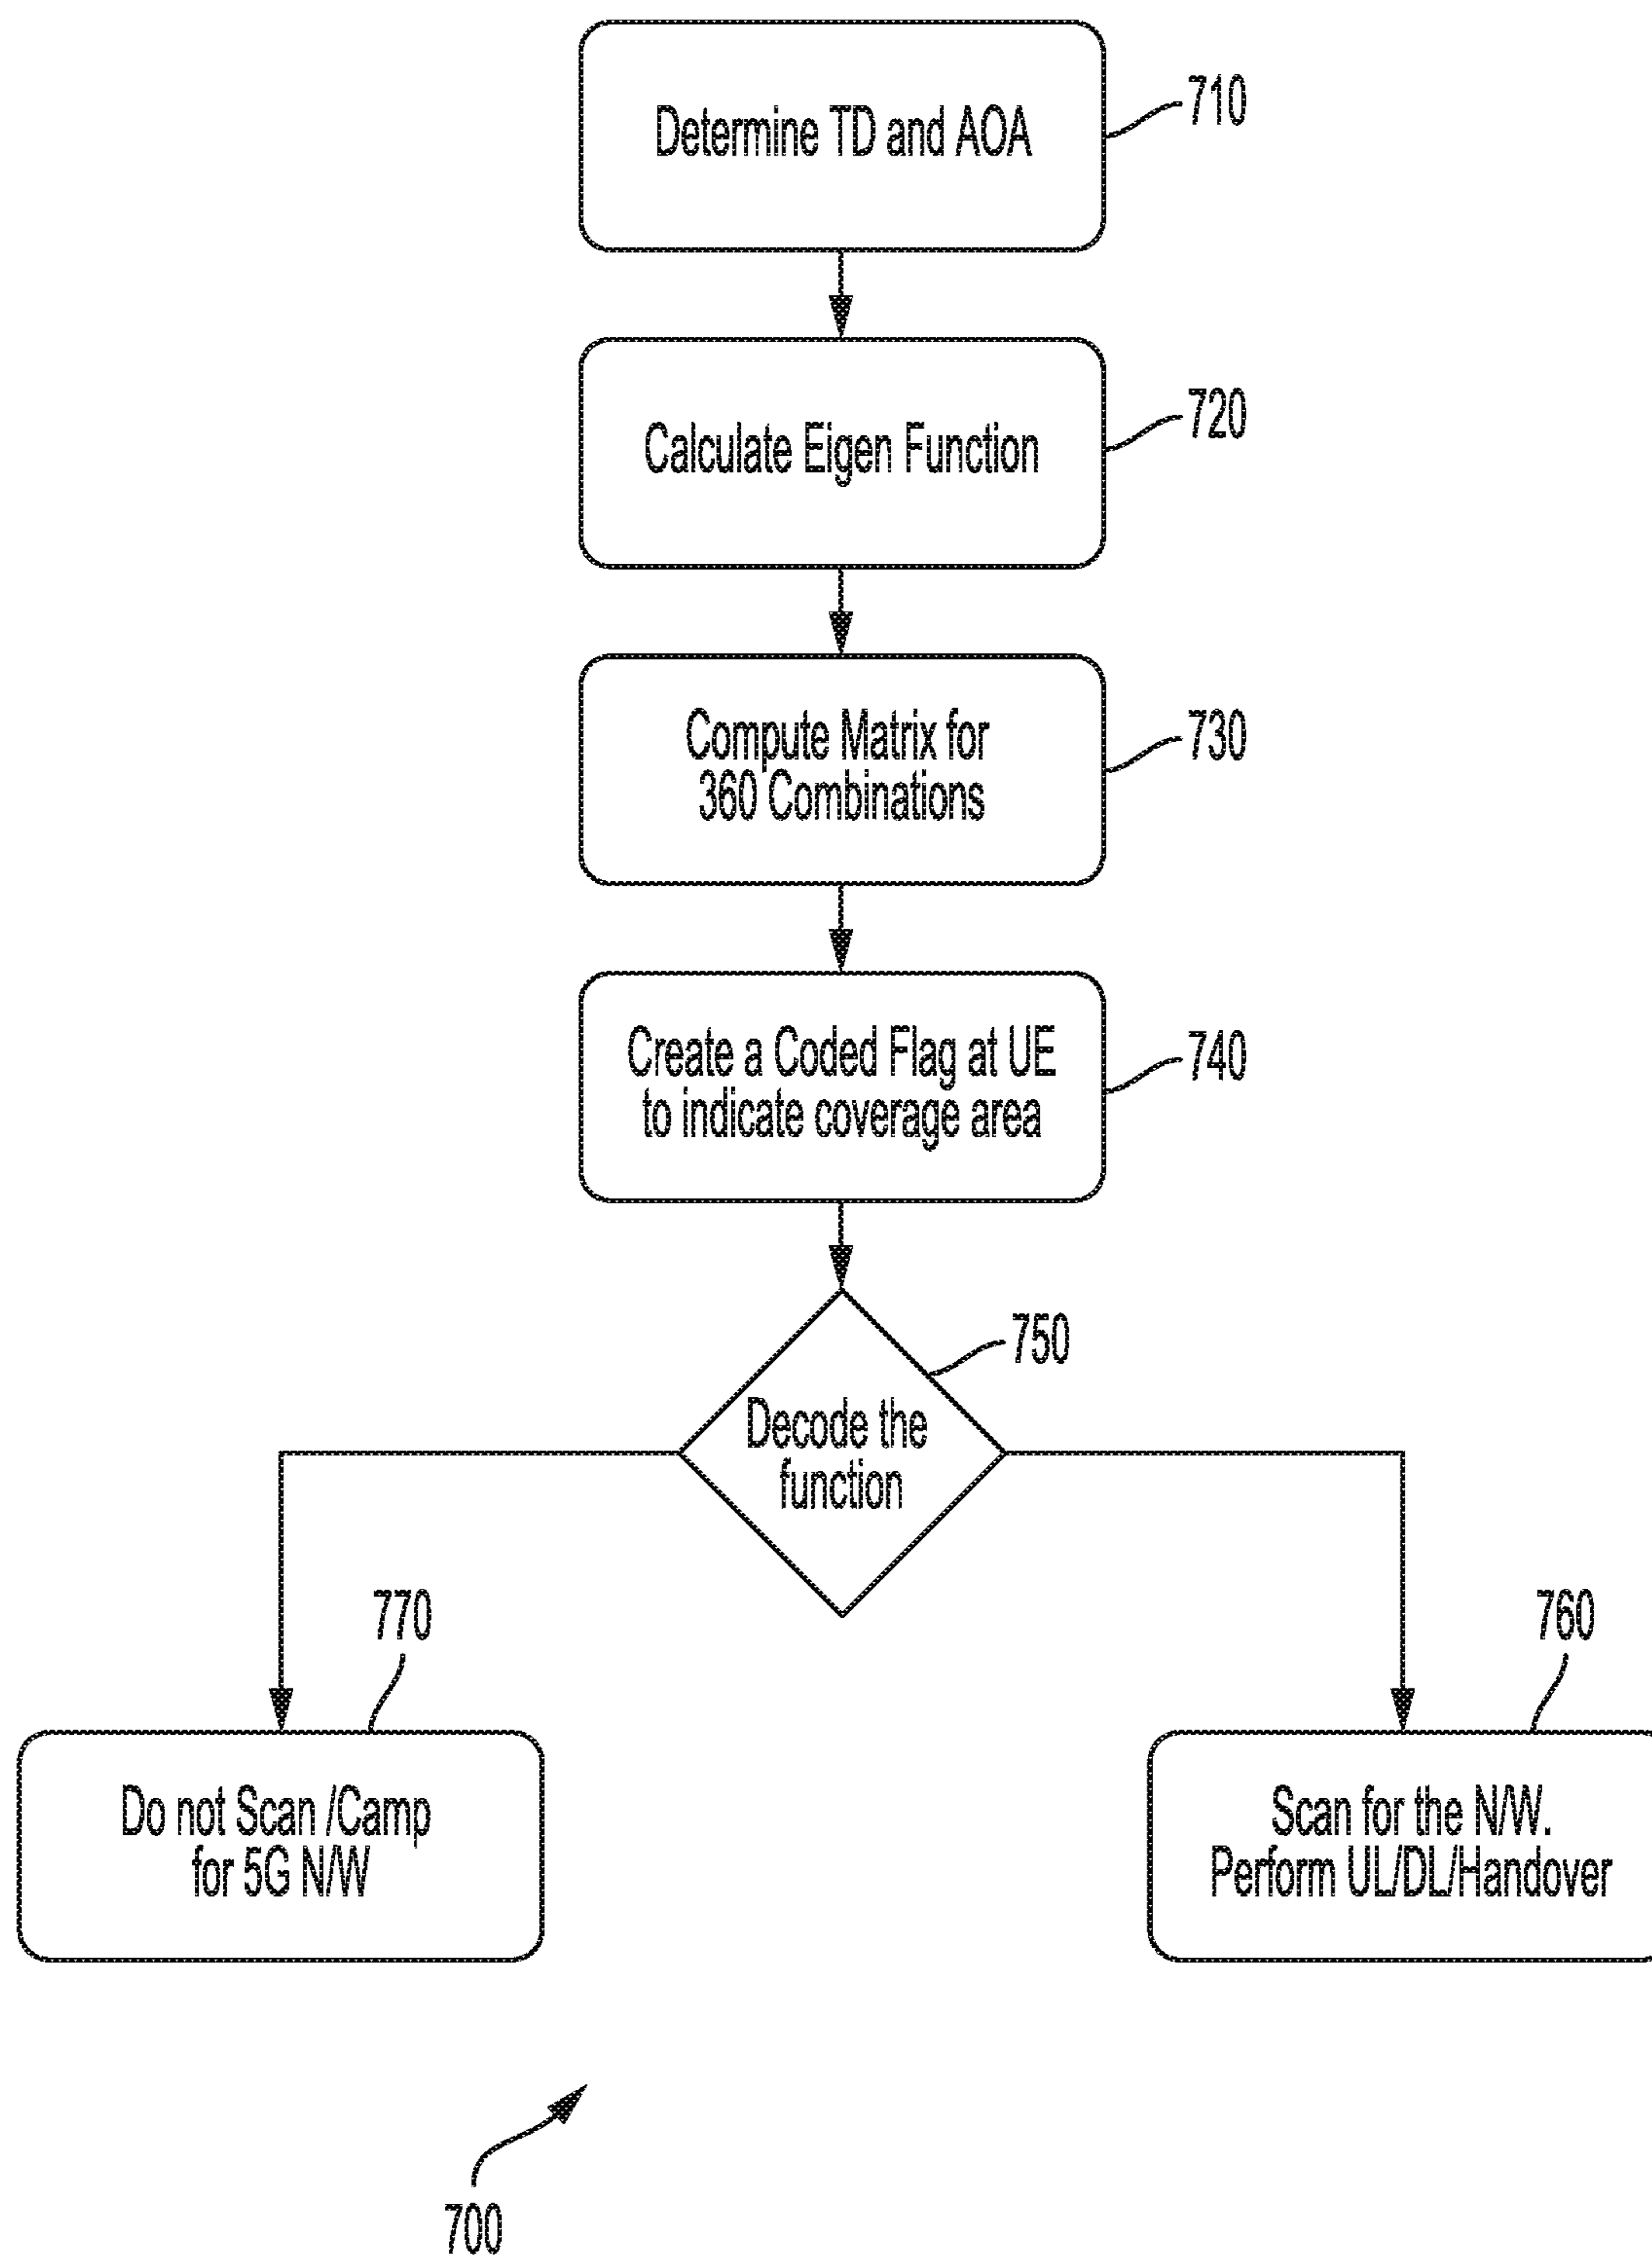 Determine TD and AOA
710
Calculate Eigen Function
720
Compute Matrix for
360 Combinations
730
Create a Coded Flag at UE
to indicate coverage area
740
Decode the
function
750
770
Do not Scan /Camp
for 5G N/W
760
Scan for the N/W.
Perform UL/DL/Handover
700